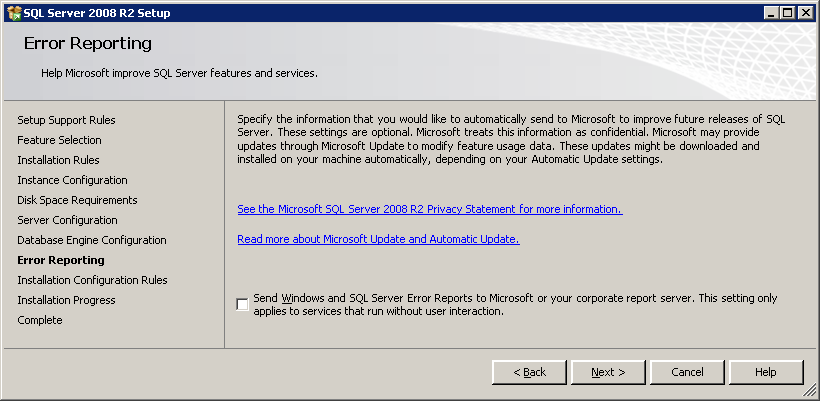 SQL Server 2008 R2 Setup
Error Reporting
Help Microsoft improve SQL Server features and services.
Setup Support Rules
Feature Selection
Installation Rules
Instance Configuration
Disk Space Requirements
Server Configuration
Database Engine Configuration
Error Reporting
Installation Configuration Rules
Installation Progress
Complete
Specify the information that you would like to automatically send to Microsoft to improve future releases of SQL
Server. These settings are optional. Microsoft treats this information as confidential. Microsoft may provide
updates through Microsoft Update to modify feature usage data. These updates might be downloaded and
installed on your machine automatically, depending on your Automatic Update settings.
See the Microsoft SQL Server 2008 R2 Privacy Statement for more information.
Read more about Microsoft Update and Automatic Update.
Send Windows and SQL Server Error Reports to Microsoft or your corporate report server. This setting only
applies to services that run without user interaction.
< Back
Next >
Cancel
Help